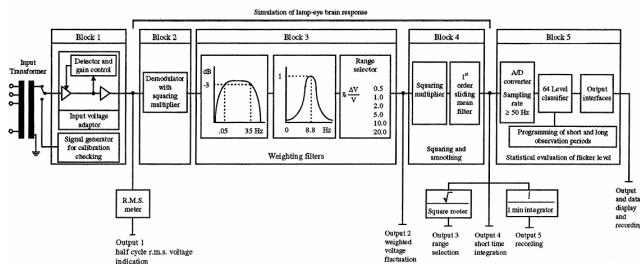 Simulation of lamp-eye brain response
Block 1
Block 2
Block 3
Block 4
Block 5
Input
Transformer
Detector and
gain control
Input voltage
adaptor
Signal generator
for calibration
checking
Demodulator
with
squaring
multiplier
dB
-3
.05
35 Hz
1
0
8.8 Hz
Range
selector
% ΔV
V
0.5
1.0
2.0
5.0
10.0
20.0
Weighting filters
Squaring
multiplier
1st
order
sliding
mean
filter
Squaring and
smoothing
A/D
converter
Sampling
rate
≥ 50 Hz
64 Level
classifier
Output
interfaces
Programming of short and long
observation periods
Statistical evaluation of flicker level
R.M.S.
meter
Output 1
half cycle r.m.s. voltage
indication
Output 2
weighted
voltage
fluctuation
√
Square rooter
Output 3
range
selection
Output 4
short time
integration
∫
1 min integrator
Output 5
recording
Output
and data
display
and
recording